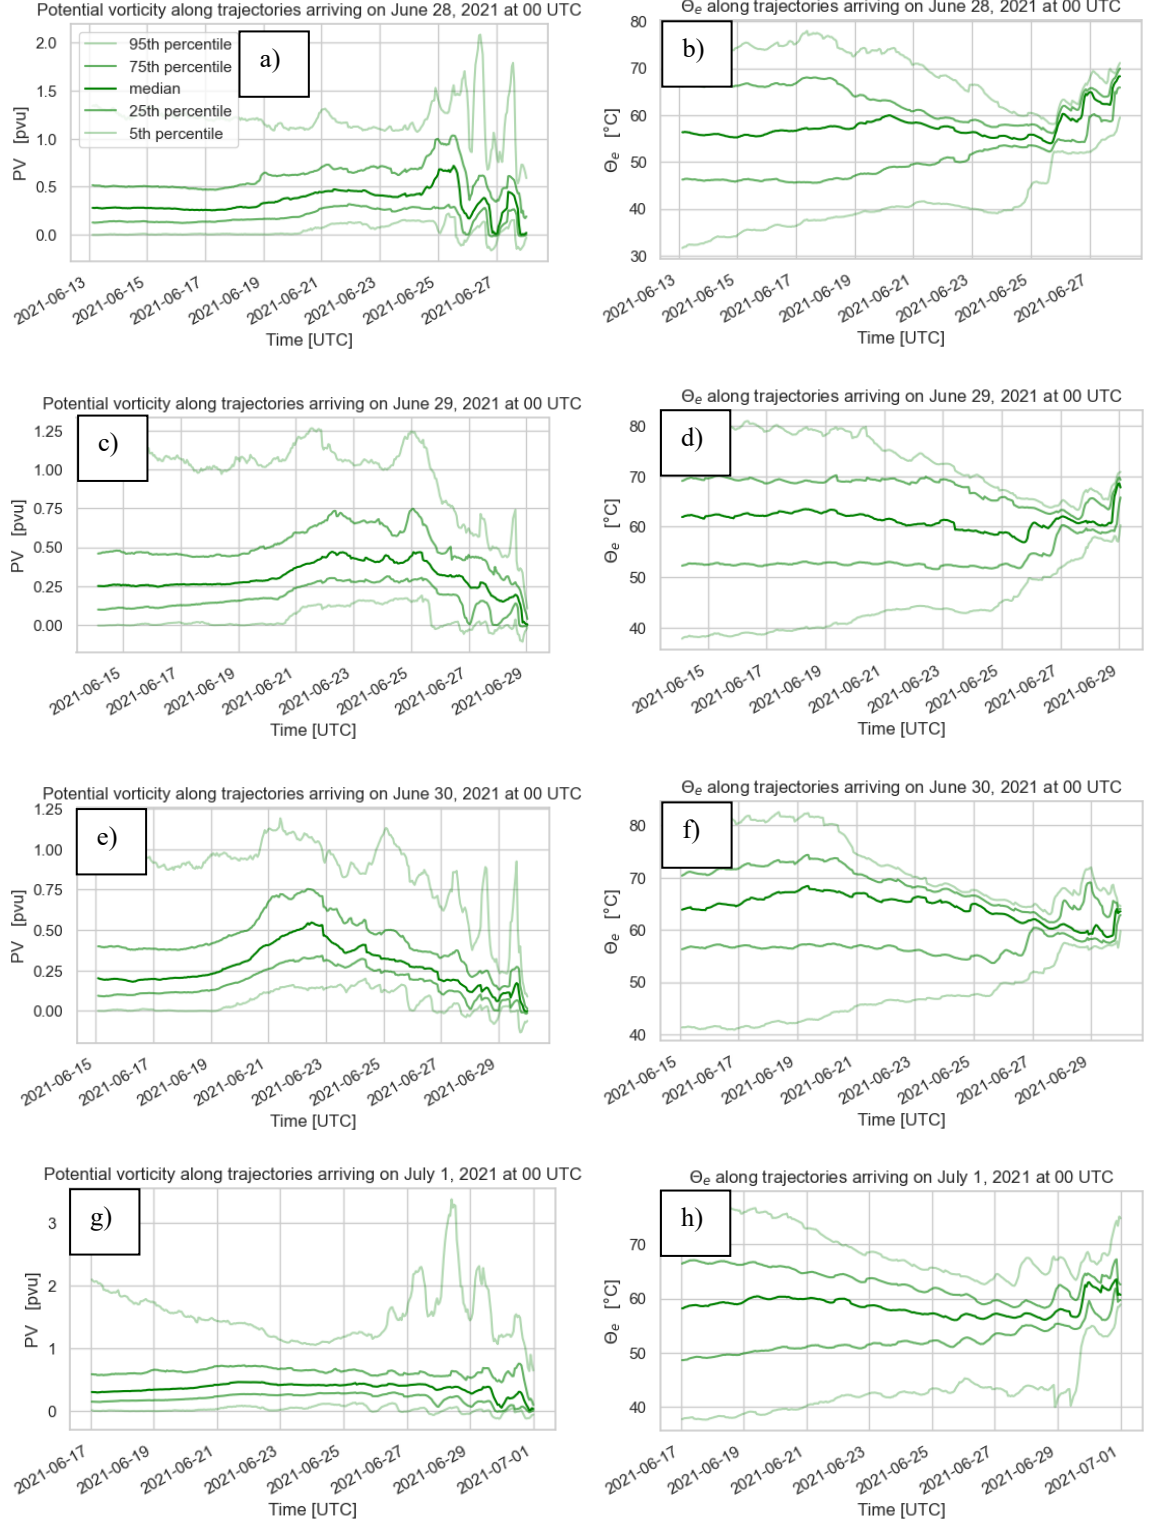 Potential vorticity along trajectories arriving on June 28, 2021 at 00 UTC
a)
95th percentile
75th percentile
median
25th percentile
5th percentile
PV [pvu]
2.0
1.5
1.0
0.5
0.0
2021-06-13
2021-06-15
2021-06-17
2021-06-19
2021-06-21
2021-06-23
2021-06-25
2021-06-27
Time [UTC]
Θe along trajectories arriving on June 28, 2021 at 00 UTC
b)
Θe [°C]
80
70
60
50
40
30
2021-06-13
2021-06-15
2021-06-17
2021-06-19
2021-06-21
2021-06-23
2021-06-25
2021-06-27
Time [UTC]
Potential vorticity along trajectories arriving on June 29, 2021 at 00 UTC
c)
PV [pvu]
1.25
1.00
0.75
0.50
0.25
0.00
2021-06-15
2021-06-17
2021-06-19
2021-06-21
2021-06-23
2021-06-25
2021-06-27
2021-06-29
Time [UTC]
Θe along trajectories arriving on June 29, 2021 at 00 UTC
d)
Θe [°C]
80
70
60
50
40
2021-06-15
2021-06-17
2021-06-19
2021-06-21
2021-06-23
2021-06-25
2021-06-27
2021-06-29
Time [UTC]
Potential vorticity along trajectories arriving on June 30, 2021 at 00 UTC
e)
PV [pvu]
1.25
1.00
0.75
0.50
0.25
0.00
2021-06-15
2021-06-17
2021-06-19
2021-06-21
2021-06-23
2021-06-25
2021-06-27
2021-06-29
Time [UTC]
Θe along trajectories arriving on June 30, 2021 at 00 UTC
f)
Θe [°C]
80
70
60
50
40
2021-06-15
2021-06-17
2021-06-19
2021-06-21
2021-06-23
2021-06-25
2021-06-27
2021-06-29
Time [UTC]
Potential vorticity along trajectories arriving on July 1, 2021 at 00 UTC
g)
PV [pvu]
3
2
1
0
2021-06-17
2021-06-19
2021-06-21
2021-06-23
2021-06-25
2021-06-27
2021-06-29
2021-07-01
Time [UTC]
Θe along trajectories arriving on July 1, 2021 at 00 UTC
h)
Θe [°C]
70
60
50
40
2021-06-17
2021-06-19
2021-06-21
2021-06-23
2021-06-25
2021-06-27
2021-06-29
2021-07-01
Time [UTC]